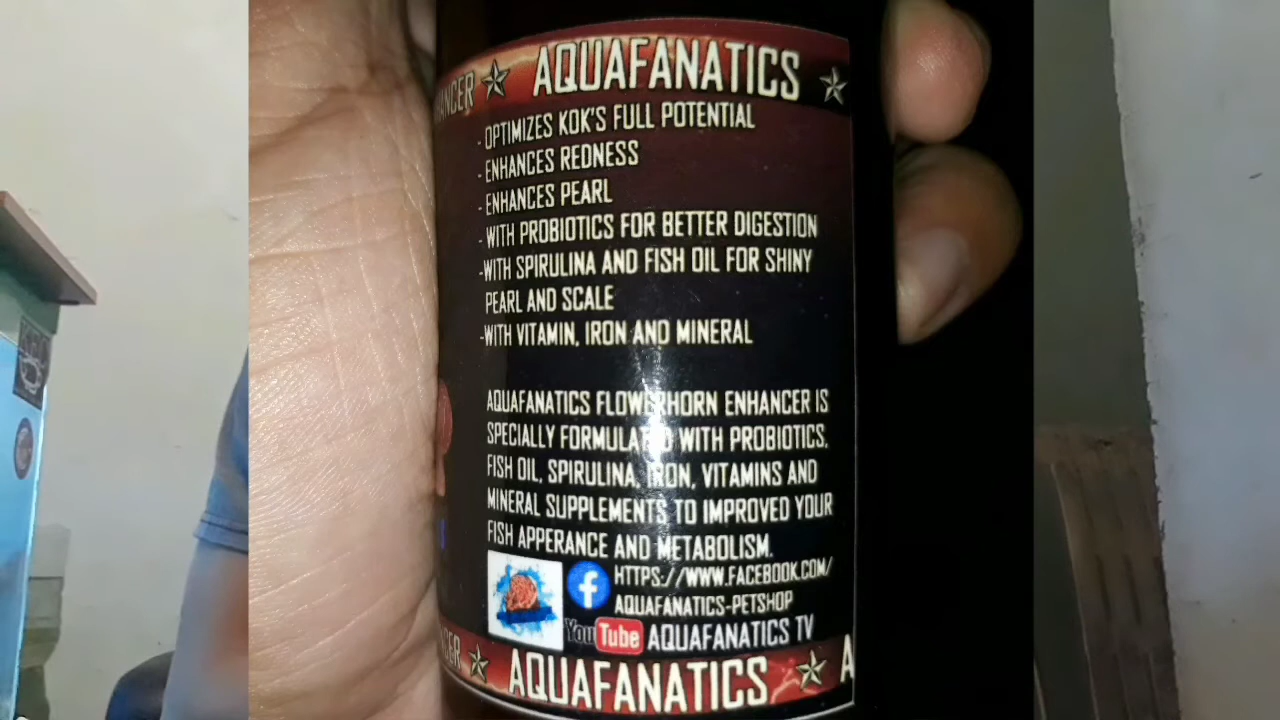 ANCER ★ AQUAFANATICS ★
- OPTIMIZES KOK'S FULL POTENTIAL
- ENHANCES REDNESS
- ENHANCES PEARL
- WITH PROBIOTICS FOR BETTER DIGESTION
-WITH SPIRULINA AND FISH OIL FOR SHINY
PEARL AND SCALE
-WITH VITAMIN, IRON AND MINERAL
AQUAFANATICS FLOWERHORN ENHANCER IS
SPECIALLY FORMULATED WITH PROBIOTICS,
FISH OIL, SPIRULINA, IRON, VITAMINS AND
MINERAL SUPPLEMENTS TO IMPROVED YOUR
FISH APPERANCE AND METABOLISM.
HTTPS://WWW.FACEBOOK.COM/
AQUAFANATICS-PETSHOP
YouTube AQUAFANATICS TV
CER ★ AQUAFANATICS ★ A